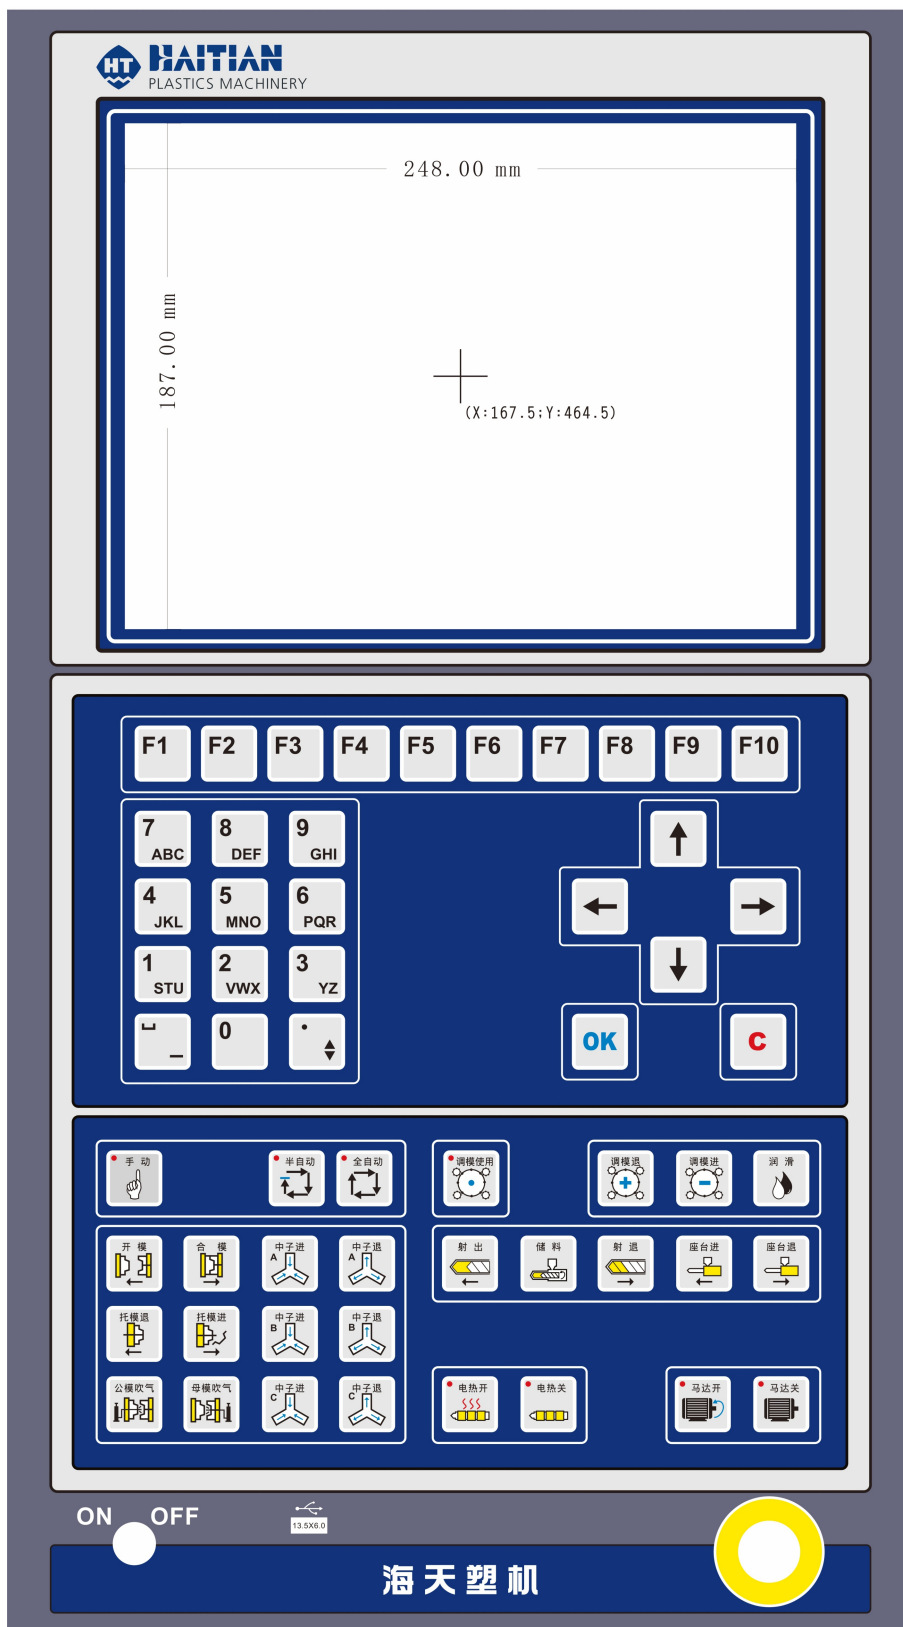 HT HAITIAN
PLASTICS MACHINERY
248.00 mm
187.00 mm
(X:167.5;Y:464.5)
F1 F2 F3 F4 F5 F6 F7 F8 F9 F10
7 ABC 8 DEF 9 GHI
4 JKL 5 MNO 6 PQR
1 STU 2 VWX 3 YZ
0
OK C
手动 半自动 全自动 调模使用 调模退 调模进 润滑
开模 合模 中子进 A 中子退 A 射出 储料 射退 座台进 座台退
托模退 托模进 中子进 B 中子退 B
公模吹气 母模吹气 中子进 C 中子退 C 电热开 电热关 马达开 马达关
ON OFF
13.5X6.0
海天塑机